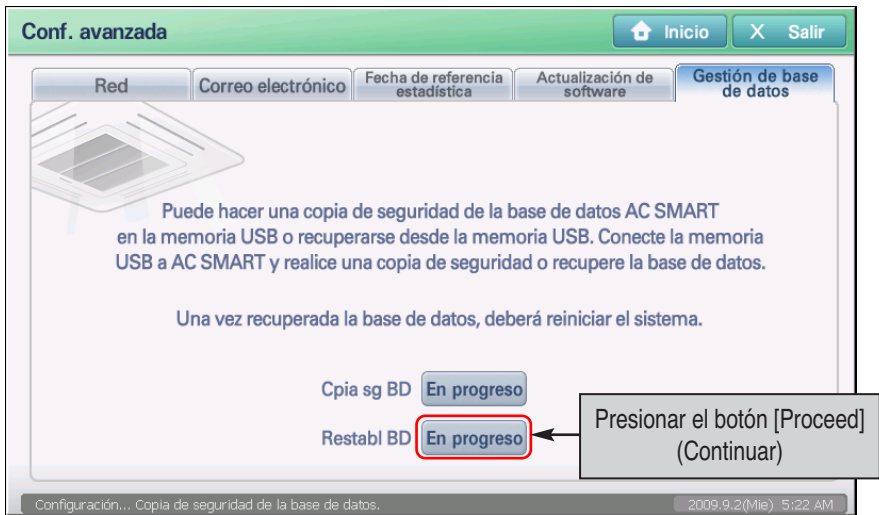 Conf. avanzada
Inicio
X Salir
Red
Correo electrónico
Fecha de referencia
estadística
Actualización de
software
Gestión de base
de datos
Puede hacer una copia de seguridad de la base de datos AC SMART
en la memoria USB o recuperarse desde la memoria USB. Conecte la memoria
USB a AC SMART y realice una copia de seguridad o recupere la base de datos.
Una vez recuperada la base de datos, deberá reiniciar el sistema.
Cpia sg BD En progreso
Restabl BD En progreso
Presionar el botón [Proceed]
(Continuar)
Configuración... Copia de seguridad de la base de datos.
2009.9.2(Mie) 5:22 AM